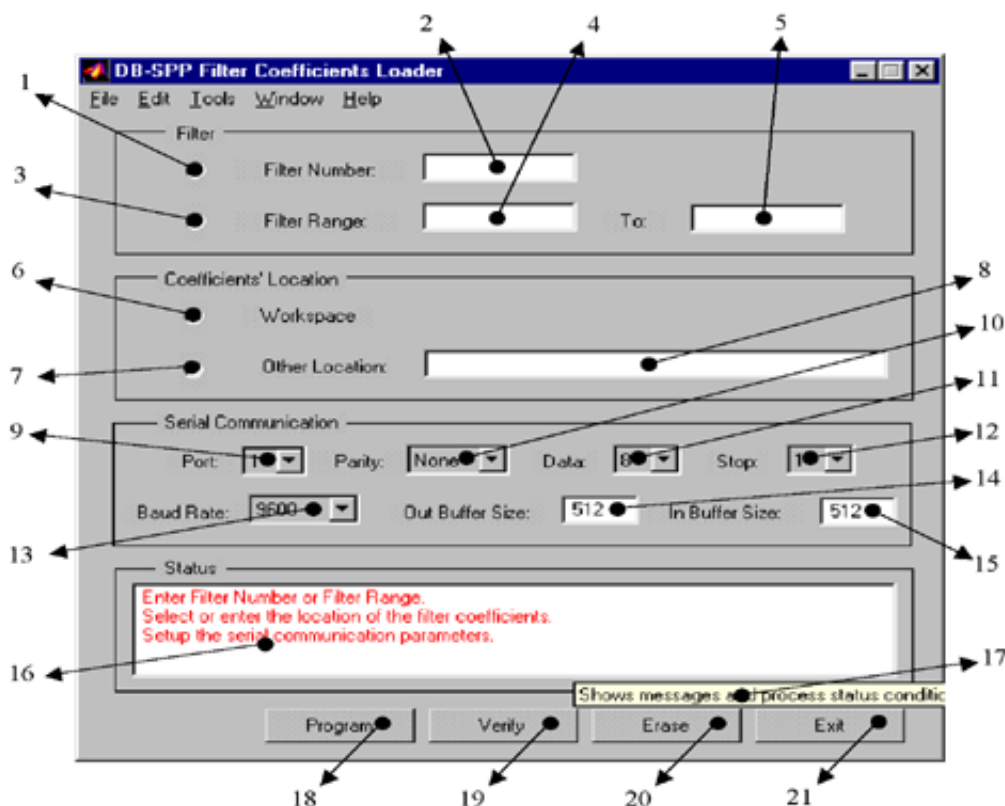 2 4 5
DB-SPP Filter Coefficients Loader
1
File Edit Tools Window Help
Filter
Filter Number:
3
Filter Range: To:
6
Coefficients' Location
8
Workspace
10
7
Other Location:
11
Serial Communication
9
12
Port: 1 Parity: None Data: 8 Stop: 1
14
Baud Rate: 9600 Out Buffer Size: 512 In Buffer Size: 512
13
15
Status
Enter Filter Number or Filter Range.
Select or enter the location of the filter coefficients.
Setup the serial communication parameters.
16
17
Shows messages and process status conditic
Program Verify Erase Exit
18 19 20 21